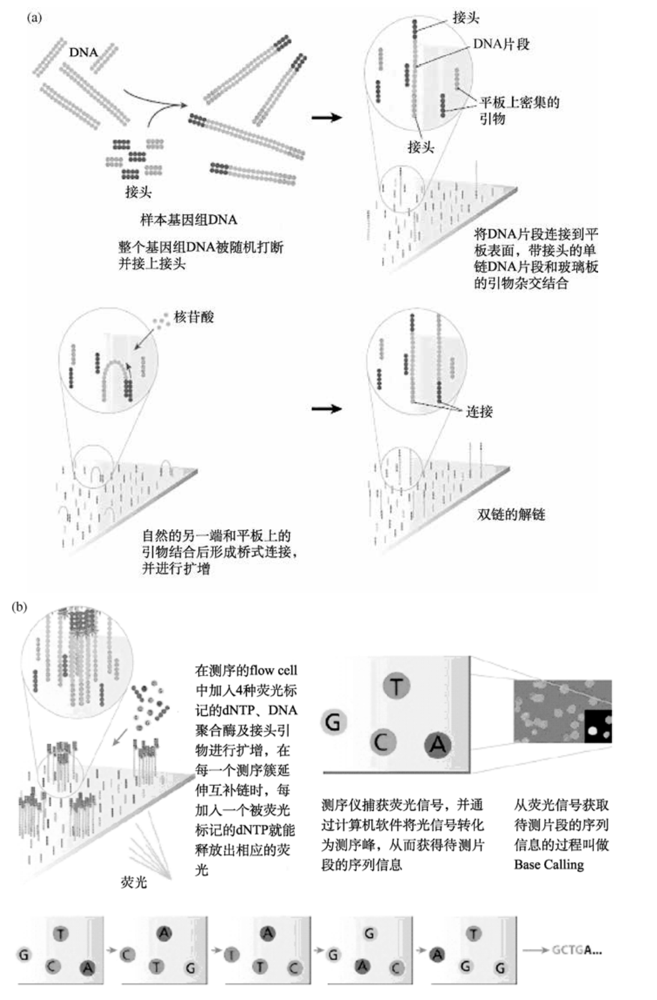 (a)
DNA
接头
样本基因组DNA
整个基因组DNA被随机打断
并接上接头
接头
DNA片段
平板上密集的
引物
接头
将DNA片段连接到平
板表面，带接头的单
链DNA片段和玻璃板
的引物杂交结合
核苷酸
自然的另一端和平板上的
引物结合后形成桥式连接，
并进行扩增
连接
双链的解链
(b)
在测序的flow cell
中加入4种荧光标
记的dNTP、DNA
聚合酶及接头引
物进行扩增，在
每一个测序簇延
伸互补链时，每
加入一个被荧光
标记的dNTP就能
释放出相应的荧
光
荧光
T
G
C
A
测序仪捕获荧光信号，并通
过计算机软件将光信号转化
为测序峰，从而获得待测片
段的序列信息
从荧光信号获取
待测片段的序列
信息的过程叫做
Base Calling
T
G
C
A
A
C
T
G
A
T
T
C
G
G
A
C
T
A
G
G
GCTGA...